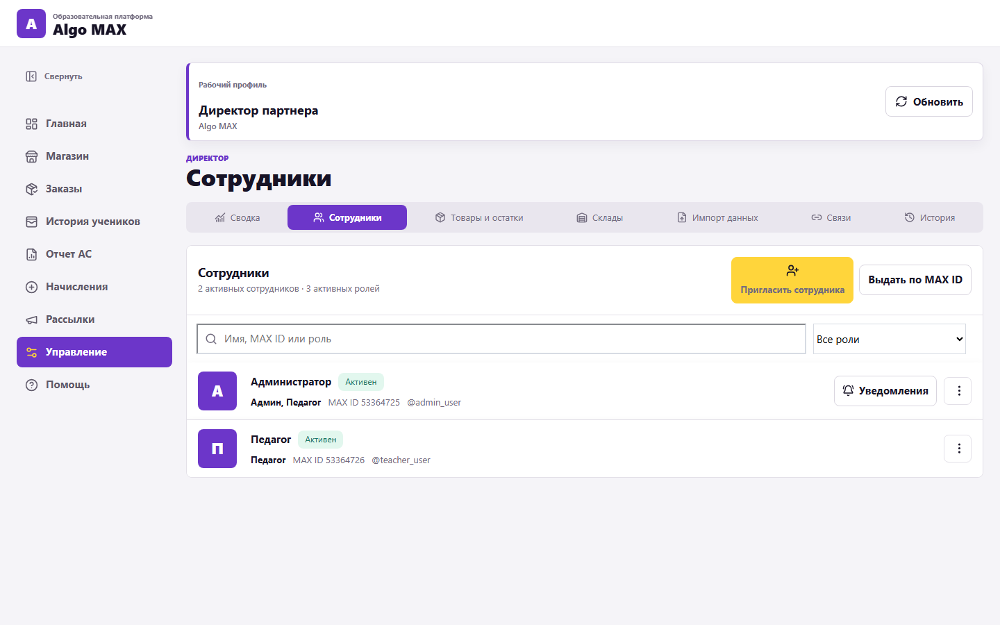 А
Образовательная платформа
Algo MAX
Свернуть
Главная
Магазин
Заказы
История учеников
Отчет АС
Начисления
Рассылки
Управление
Помощь
Рабочий профиль
Директор партнера
Algo MAX
Обновить
ДИРЕКТОР
Сотрудники
Сводка
Сотрудники
Товары и остатки
Склады
Импорт данных
Связи
История
Сотрудники
2 активных сотрудников · 3 активных ролей
Пригласить сотрудника
Выдать по MAX ID
Имя, MAX ID или роль
Все роли
А
Администратор
Активен
Админ, Педагог MAX ID 53364725 @admin_user
Уведомления
П
Педагог
Активен
Педагог MAX ID 53364726 @teacher_user